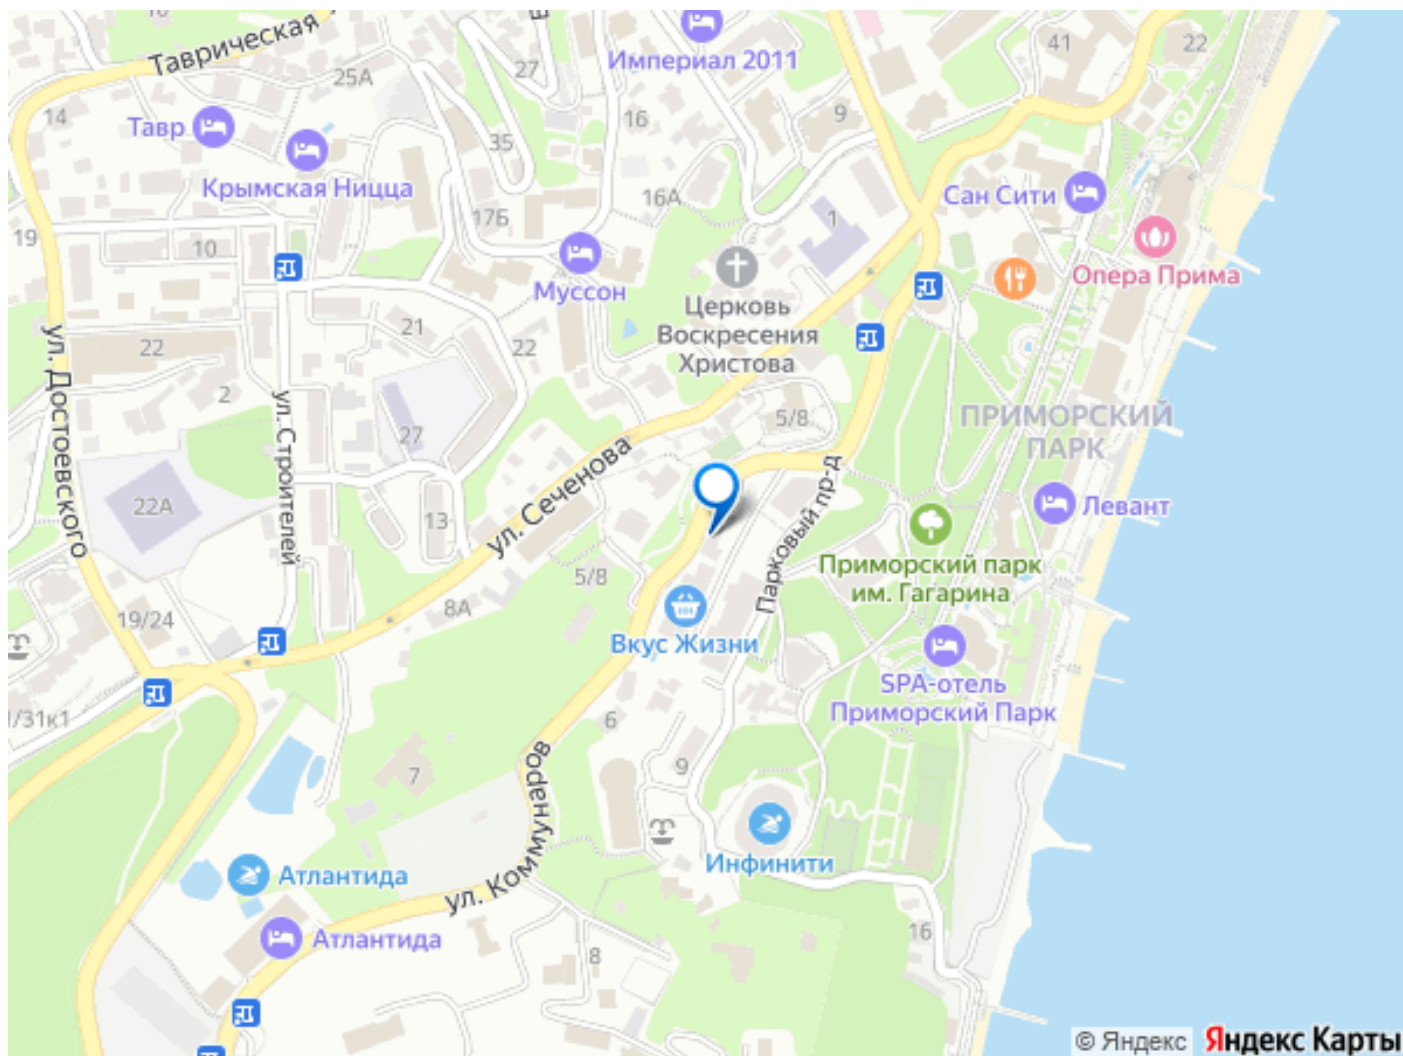 Таврическая
Империал 2011
27
41
22
25А
14
Тавр
35
16
9
Крымская Ницца
16А
Сан Сити
17Б
1
19
10
Опера Прима
Муссон
Церковь
Воскресения
Христова
21
22
22
2
ул. Достоевского
ул. Строителей
5/8
ПРИМОРСКИЙ
ПАРК
27
ул. Сеченова
Парковый пр-д
22А
13
Левант
Приморский парк
им. Гагарина
5/8
8А
19/24
Вкус Жизни
SPA-отель
Приморский Парк
1/31к1
6
7
9
ул. Коммунаров
Инфинити
Атлантида
Атлантида
16
8
© Яндекс Яндекс Карты